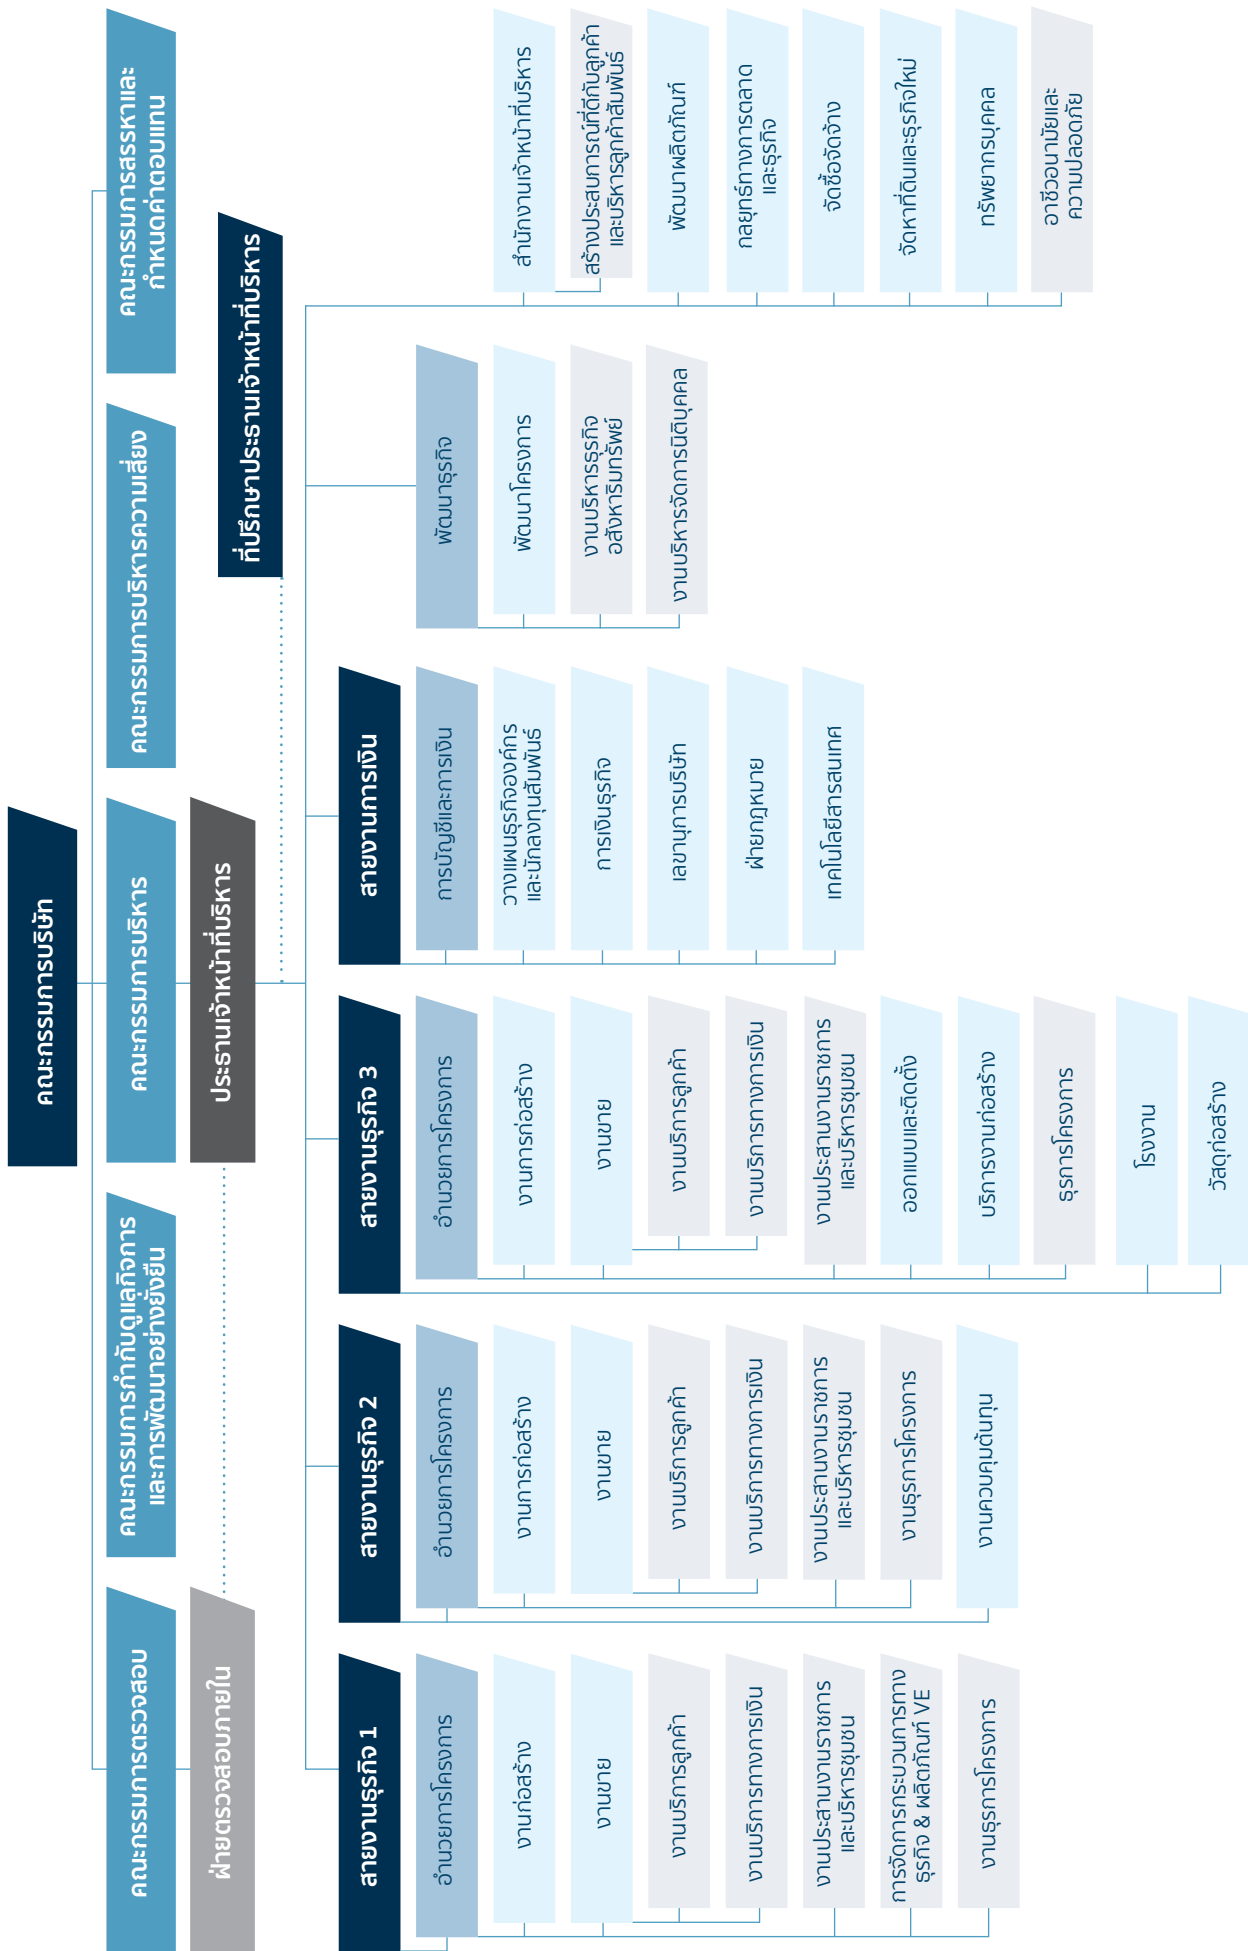 คณะกรรมการบริษัท
คณะกรรมการตรวจสอบ
คณะกรรมการกำกับดูแลกิจการ
และการพัฒนาอย่างยั่งยืน
คณะกรรมการบริหาร
คณะกรรมการบริหารความเสี่ยง
คณะกรรมการสรรหาและ
กำหนดค่าตอบแทน
ฝ่ายตรวจสอบภายใน
ประธานเจ้าหน้าที่บริหาร
ที่ปรึกษาประธานเจ้าหน้าที่บริหาร
สายงานธุรกิจ 1
อำนวยการโครงการ
งานก่อสร้าง
งานขาย
งานบริการลูกค้า
งานบริการทางการเงิน
งานประสานงานราชการ
และบริหารชุมชน
การจัดการกระบวนการทาง
ธุรกิจ & ผลิตภัณฑ์ VE
งานธุรการโครงการ
สายงานธุรกิจ 2
อำนวยการโครงการ
งานการก่อสร้าง
งานขาย
งานบริการลูกค้า
งานบริการทางการเงิน
งานประสานงานราชการ
และบริหารชุมชน
งานธุรการโครงการ
งานควบคุมต้นทุน
สายงานธุรกิจ 3
อำนวยการโครงการ
งานการก่อสร้าง
งานขาย
งานบริการลูกค้า
งานบริการทางการเงิน
งานประสานงานราชการ
และบริหารชุมชน
ออกแบบและติดตั้ง
บริการงานก่อสร้าง
ธุรการโครงการ
โรงงาน
วัสดุก่อสร้าง
สายงานการเงิน
การบัญชีและการเงิน
วางแผนธุรกิจองค์กร
และนักลงทุนสัมพันธ์
การเงินธุรกิจ
เลขานุการบริษัท
ฝ่ายกฎหมาย
เทคโนโลยีสารสนเทศ
พัฒนาธุรกิจ
พัฒนาโครงการ
งานบริหารธุรกิจ
อสังหาริมทรัพย์
งานบริหารจัดการนิติบุคคล
สำนักงานเจ้าหน้าที่บริหาร
สร้างประสบการณ์ที่ดีกับลูกค้า
และบริหารลูกค้าสัมพันธ์
พัฒนาผลิตภัณฑ์
กลยุทธ์ทางการตลาด
และธุรกิจ
จัดซื้อจัดจ้าง
จัดหาที่ดินและธุรกิจใหม่
ทรัพยากรบุคคล
อาชีวอนามัยและ
ความปลอดภัย